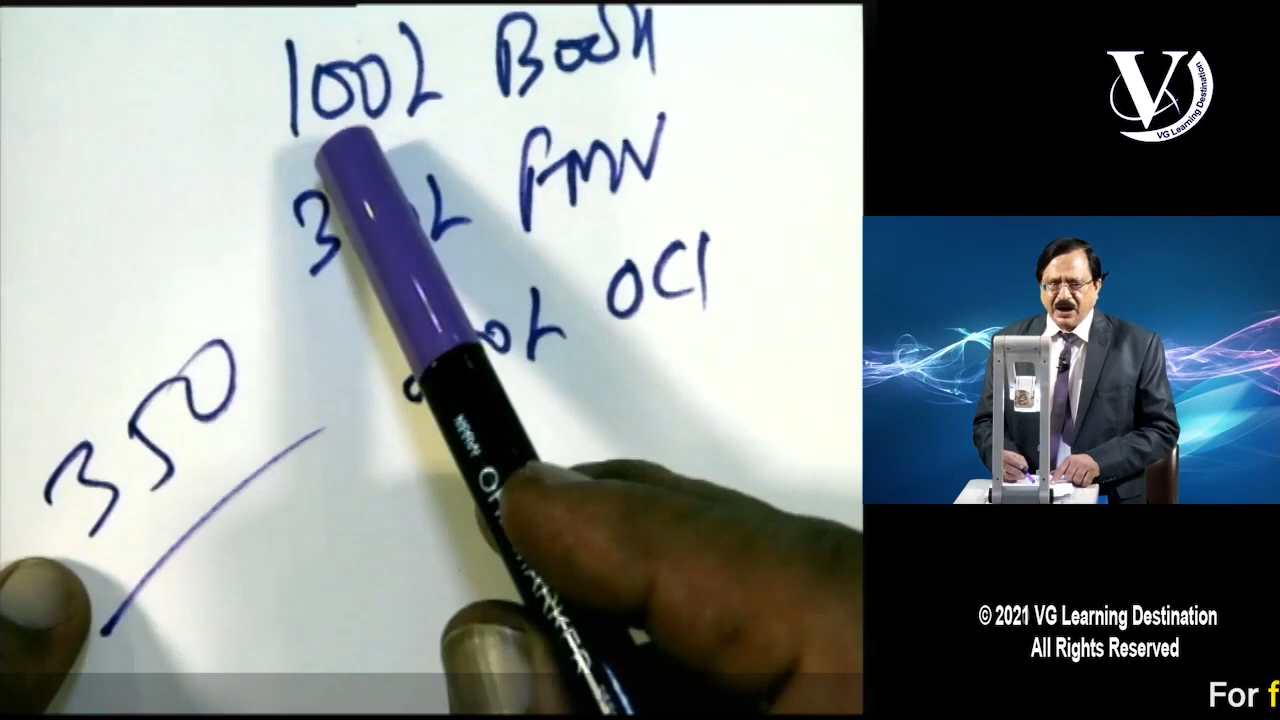 100L Book
FMV
OCI
350
V
VG Learning Destination
© 2021 VG Learning Destination
All Rights Reserved
For f